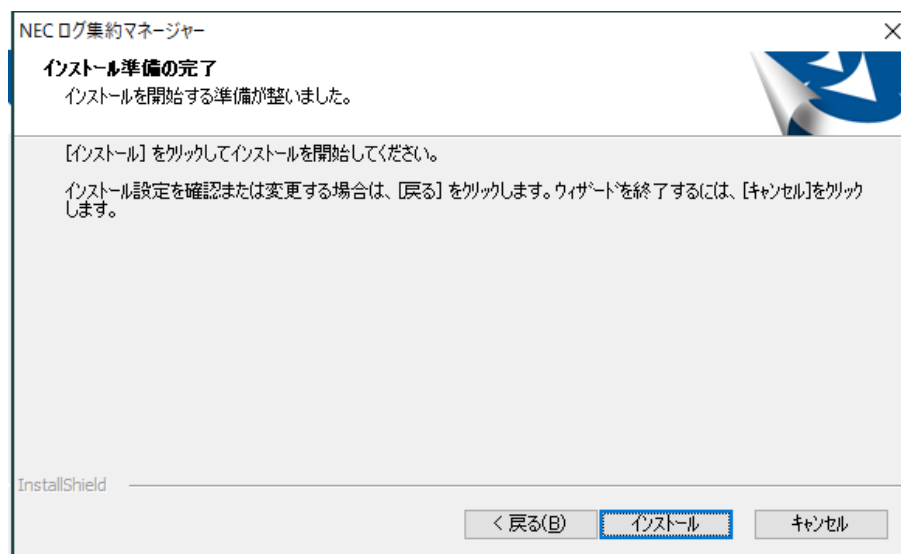 NEC ログ集約マネージャー
インストール準備の完了
インストールを開始する準備が整いました。
[インストール] をクリックしてインストールを開始してください。
インストール設定を確認または変更する場合は、[戻る] をクリックします。ウィザードを終了するには、[キャンセル]をクリック
します。
InstallShield
< 戻る(B)
インストール
キャンセル